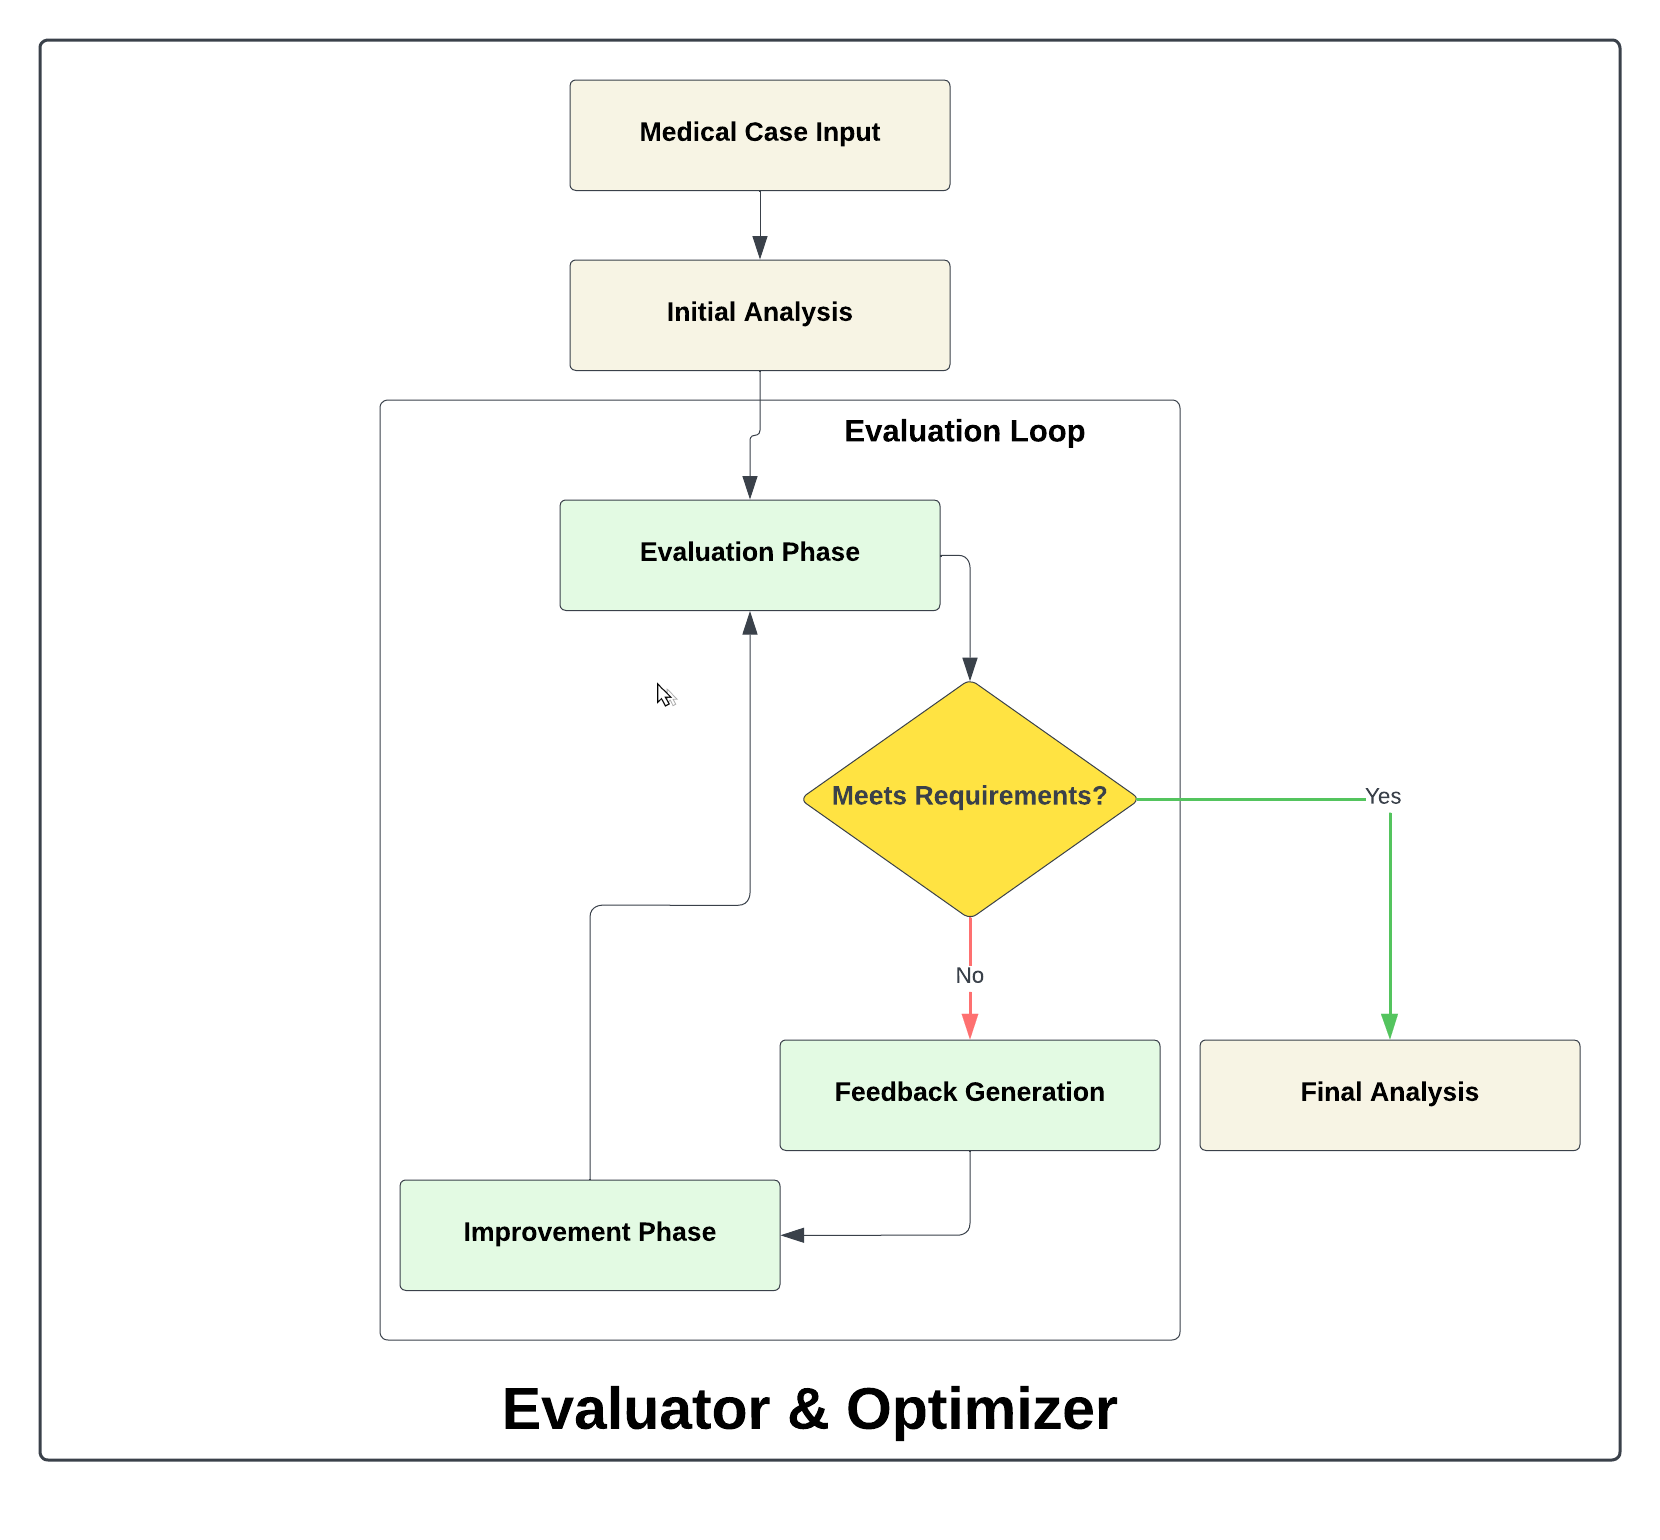 Medical Case Input
Initial Analysis
Evaluation Loop
Evaluation Phase
Meets Requirements?
Yes
No
Feedback Generation
Final Analysis
Improvement Phase
Evaluator & Optimizer